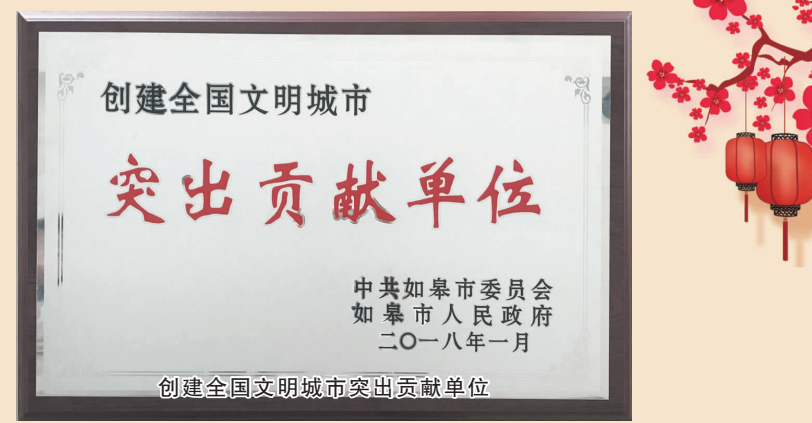 创建全国文明城市
突出贡献单位
中共如皋市委员会
如皋市人民政府
二〇一八年一月
创建全国文明城市突出贡献单位